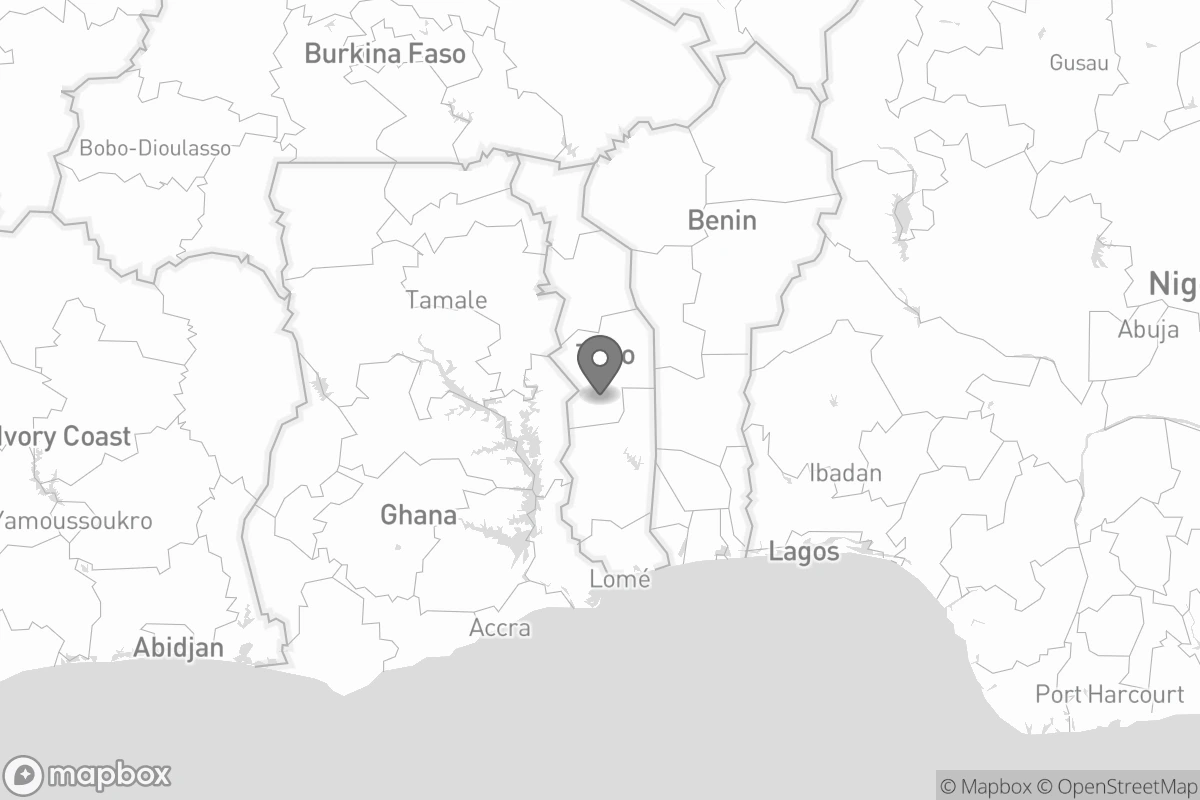 Burkina Faso
Gusau
Bobo-Dioulasso
Benin
Nig
Tamale
Abuja
Ivory Coast
Ibadan
Yamoussoukro
Ghana
Lagos
Lomé
Accra
Abidjan
Port Harcourt
mapbox
© Mapbox © OpenStreetMap